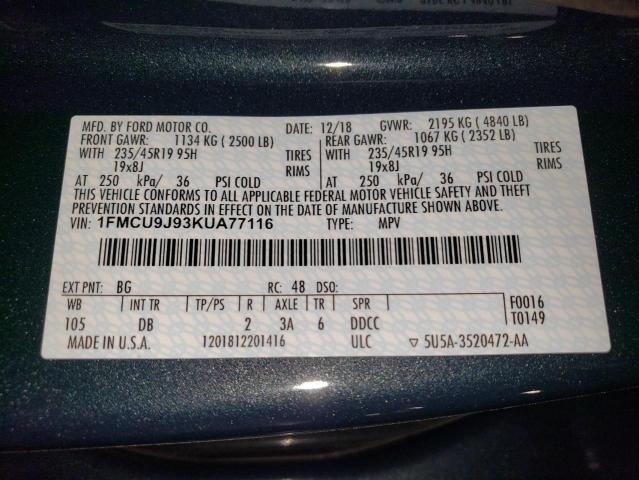 MFD. BY FORD MOTOR CO. DATE: 12/18 GVWR: 2195 KG ( 4840 LB)
FRONT GAWR: 1134 KG ( 2500 LB) REAR GAWR: 1067 KG ( 2352 LB)
WITH 235/45R19 95H TIRES WITH 235/45R19 95H TIRES
19x8J RIMS 19x8J RIMS
AT 250 kPa/ 36 PSI COLD AT 250 kPa/ 36 PSI COLD
THIS VEHICLE CONFORMS TO ALL APPLICABLE FEDERAL MOTOR VEHICLE SAFETY AND THEFT
PREVENTION STANDARDS IN EFFECT ON THE DATE OF MANUFACTURE SHOWN ABOVE.
VIN: 1FMCU9J93KUA77116 TYPE: MPV
EXT PNT: BG RC: 48 DSO:
WB INT TR TP/PS R AXLE TR SPR F0016
105 DB 2 3A 6 DDCC T0149
MADE IN U.S.A. 1201812201416 ULC ▽ 5U5A-3520472-AA